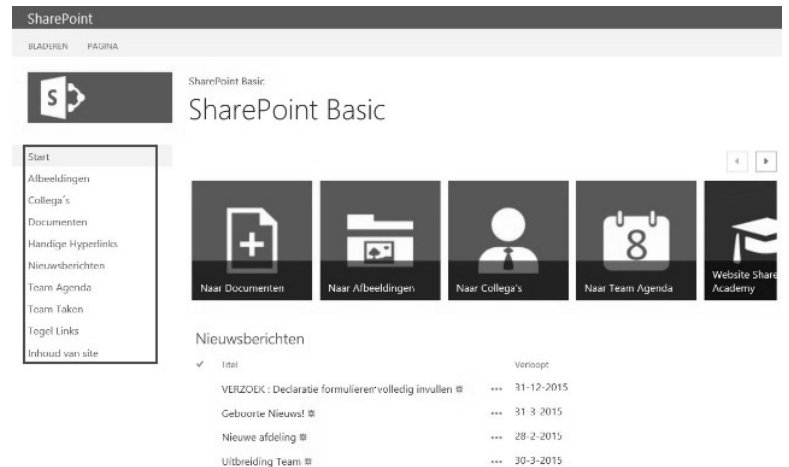 SharePoint
BLADEREN PAGINA
S
SharePoint Basic
SharePoint Basic
Start
Afbeeldingen
Collega's
Documenten
Handige Hyperlinks
Nieuwsberichten
Team Agenda
Team Taken
Tegel Links
Inhoud van site
8
Naar Documenten
Naar Afbeeldingen
Naar Collega's
Naar Team Agenda
Website Share
Academy
Nieuwsberichten
Titel Verloopt
VERZOEK : Declaratie formulieren volledig invullen ... 31-12-2015
Geboorte Nieuws! ... 31-3-2015
Nieuwe afdeling ... 28-2-2015
Uitbreiding Team ... 30-3-2015